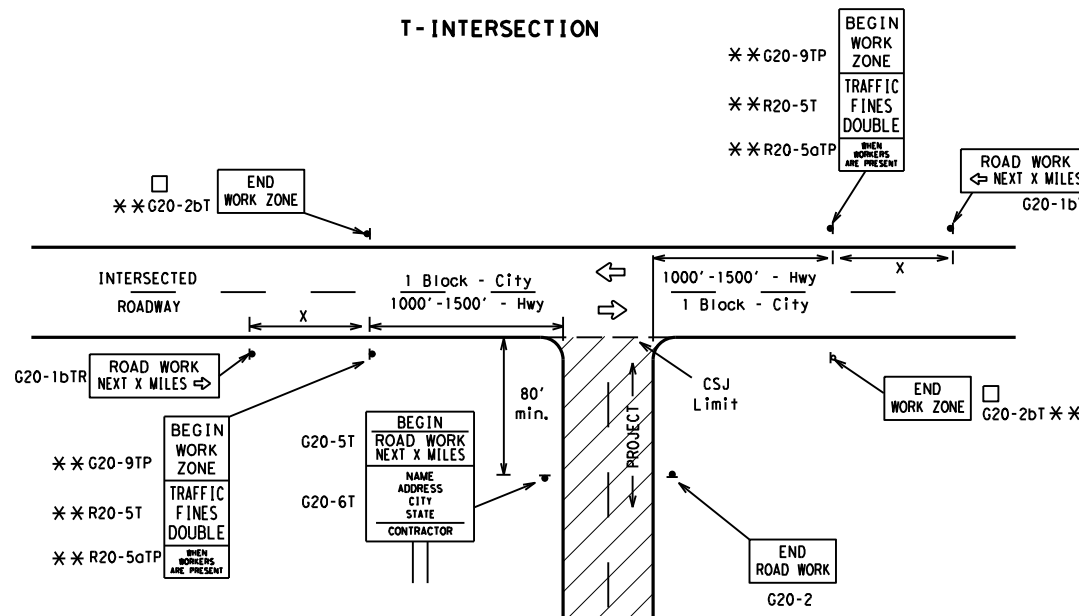 T-INTERSECTION
BEGIN
WORK
ZONE
✱✱G20-9TP
TRAFFIC
FINES
DOUBLE
✱✱R20-5T
WHEN
WORKERS
ARE PRESENT
✱✱R20-5aTP
ROAD WORK
⇦ NEXT X MILES
G20-1bT
END
WORK ZONE
□
✱✱G20-2bT
INTERSECTED
ROADWAY
1 Block - City
1000'-1500' - Hwy
X
1000'-1500' - Hwy
1 Block - City
X
G20-1bTR
ROAD WORK
NEXT X MILES ⇨
80'
min.
CSJ
Limit
PROJECT
END
WORK ZONE
□
G20-2bT ✱✱
BEGIN
WORK
ZONE
✱✱G20-9TP
TRAFFIC
FINES
DOUBLE
✱✱R20-5T
WHEN
WORKERS
ARE PRESENT
✱✱R20-5aTP
G20-5T
BEGIN
ROAD WORK
NEXT X MILES
G20-6T
NAME
ADDRESS
CITY
STATE
CONTRACTOR
END
ROAD WORK
G20-2